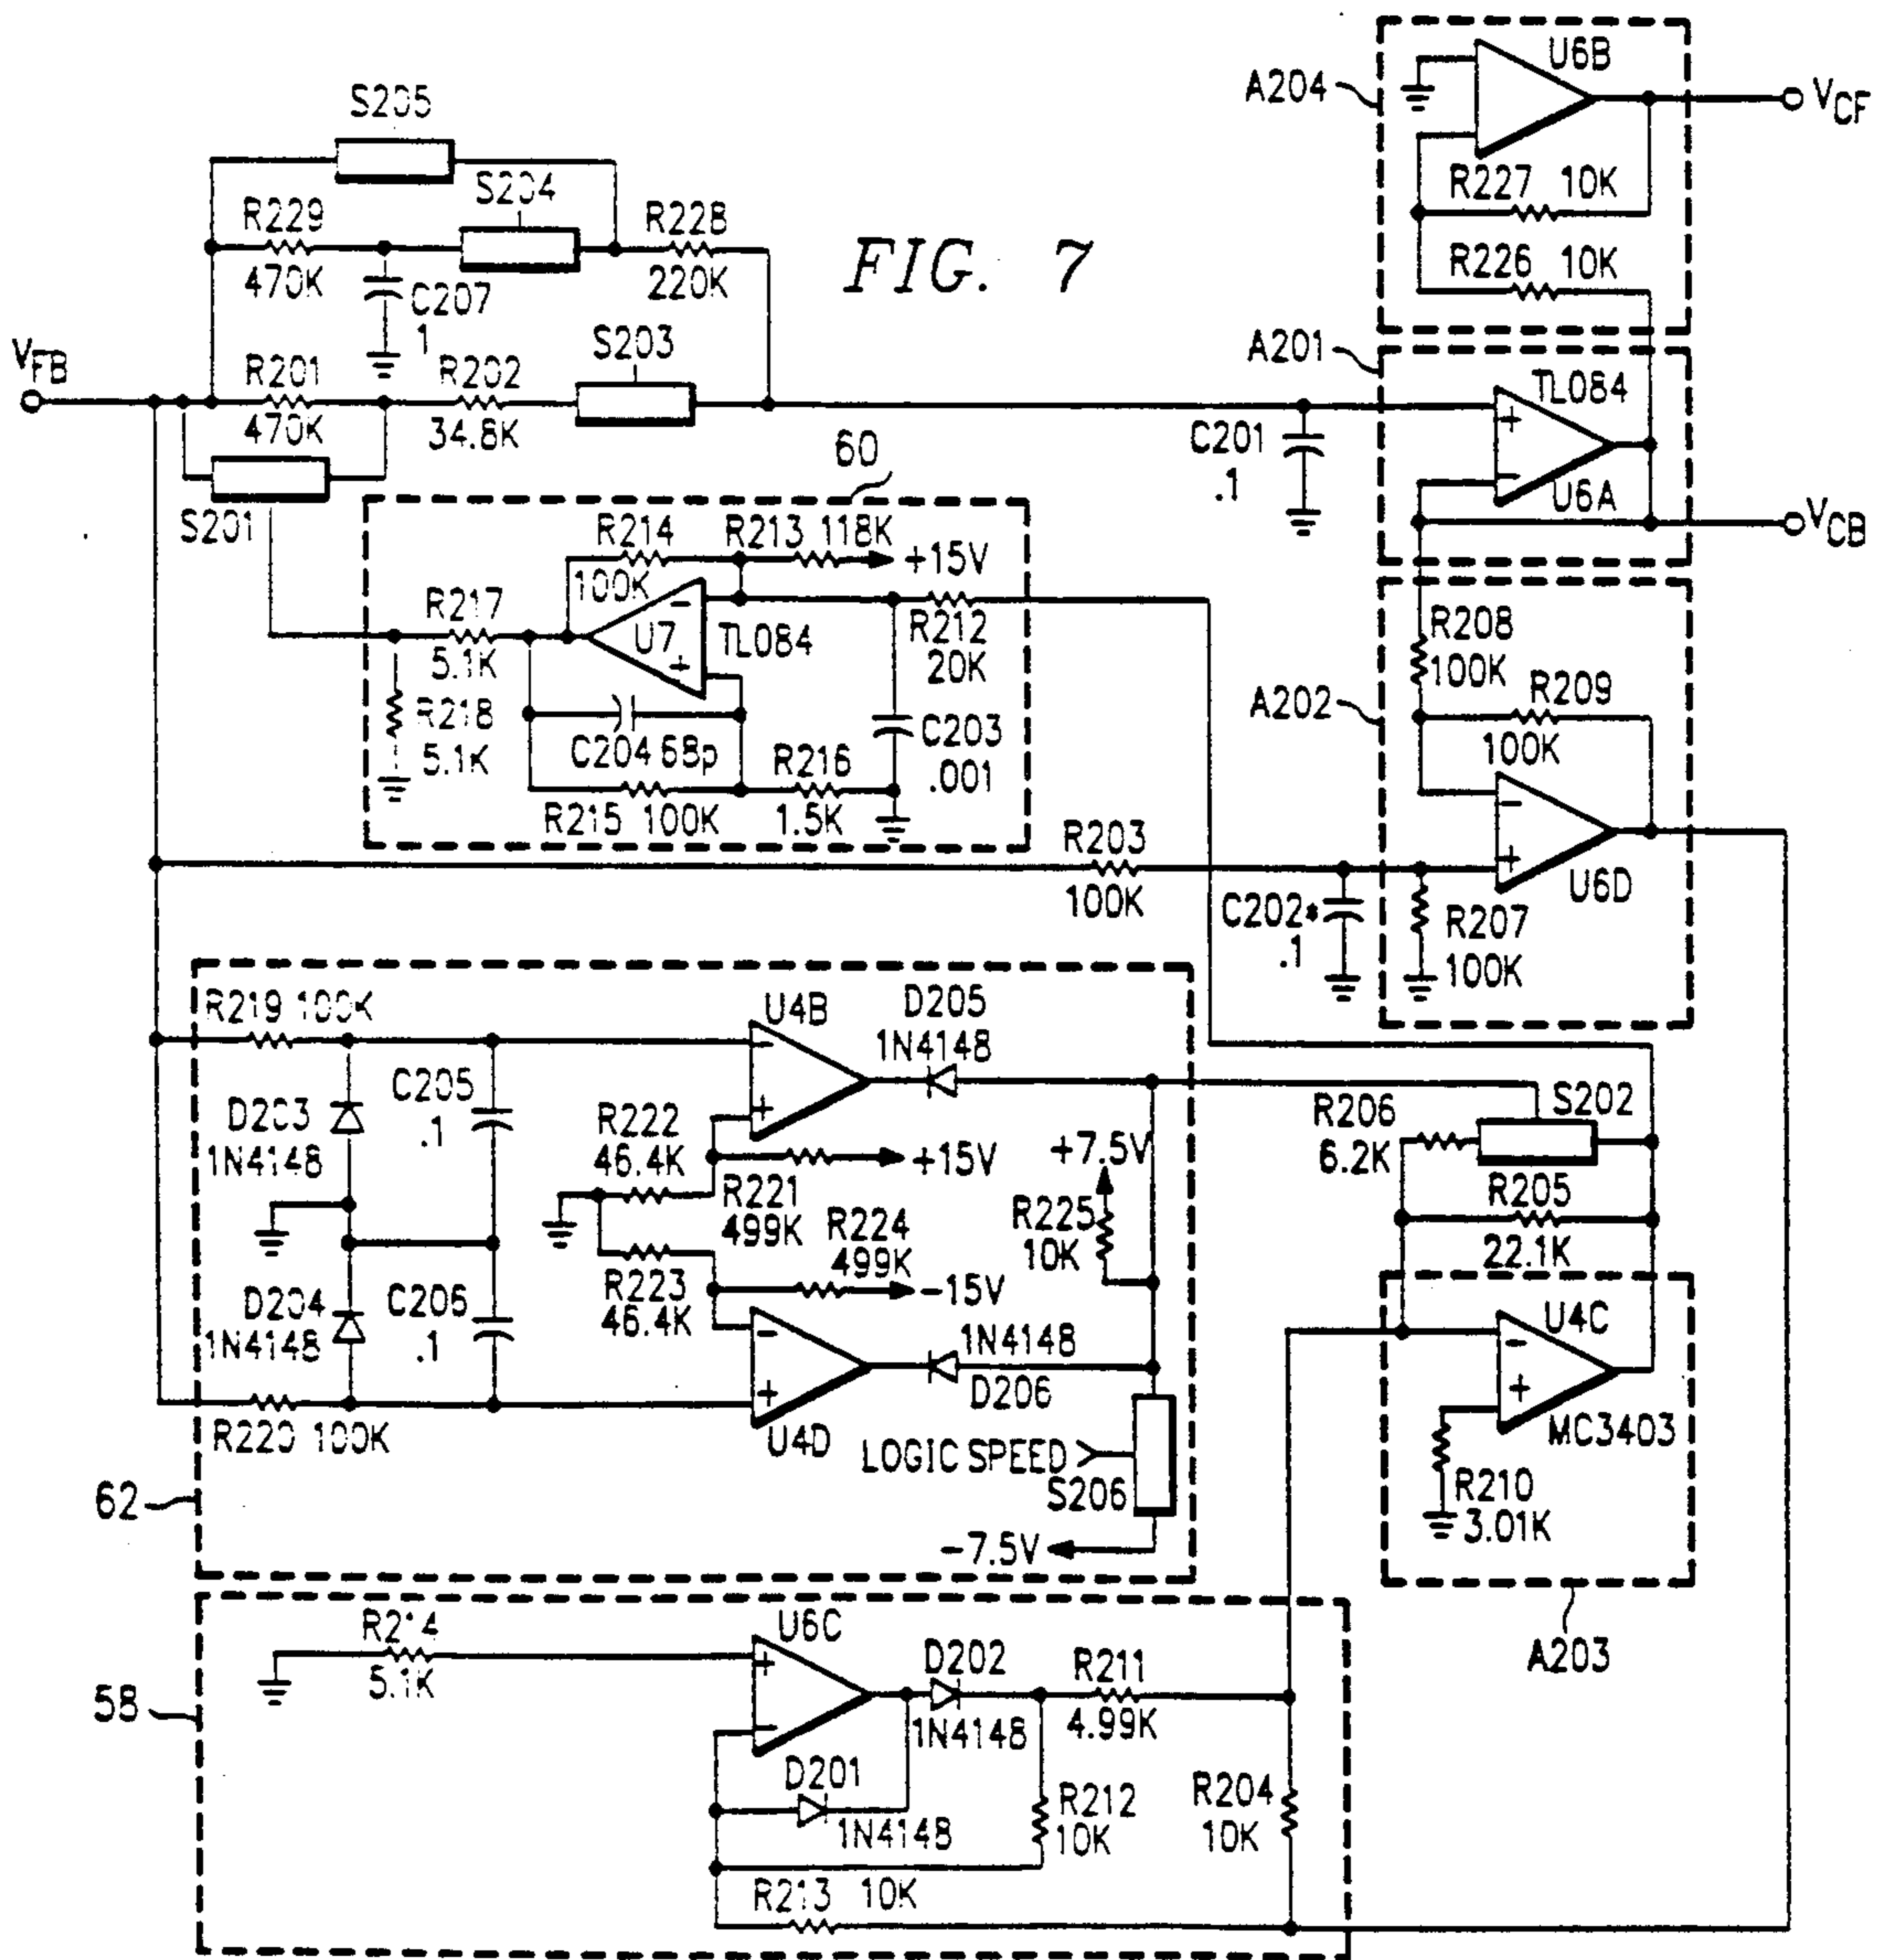 U6B
A204
VCF
S205
S204
R227 10K
R229
R228
FIG. 7
470K
220K
R226 10K
C207
.1
S203
VFB
R201
R202
A201
TL084
470K
34.8K
60
C201
.1
U6A
S201
VCB
R214
R213 118K
+15V
100K
R217
U7
TL084
R212
R208
5.1K
20K
100K
R209
R218
A202
100K
5.1K
C204 68p
R216
C203
.001
R215 100K
1.5K
R203
U6D
100K
C202*
.1
R207
100K
R219 100K
U4B
D205
1N4148
C205
.1
S202
D203
R222
R206
1N4148
46.4K
+15V
+7.5V
6.2K
R221
R205
499K
R224
R225
499K
10K
22.1K
R223
D204
C206
46.4K
-15V
1N4148
.1
1N4148
U4C
D206
U4D
MC3403
R220 100K
LOGIC SPEED
S206
R210
3.01K
62
-7.5V
R214
U6C
A203
5.1K
D202
R211
58
1N4148
4.99K
D201
R212
R204
1N4148
10K
10K
R213 10K